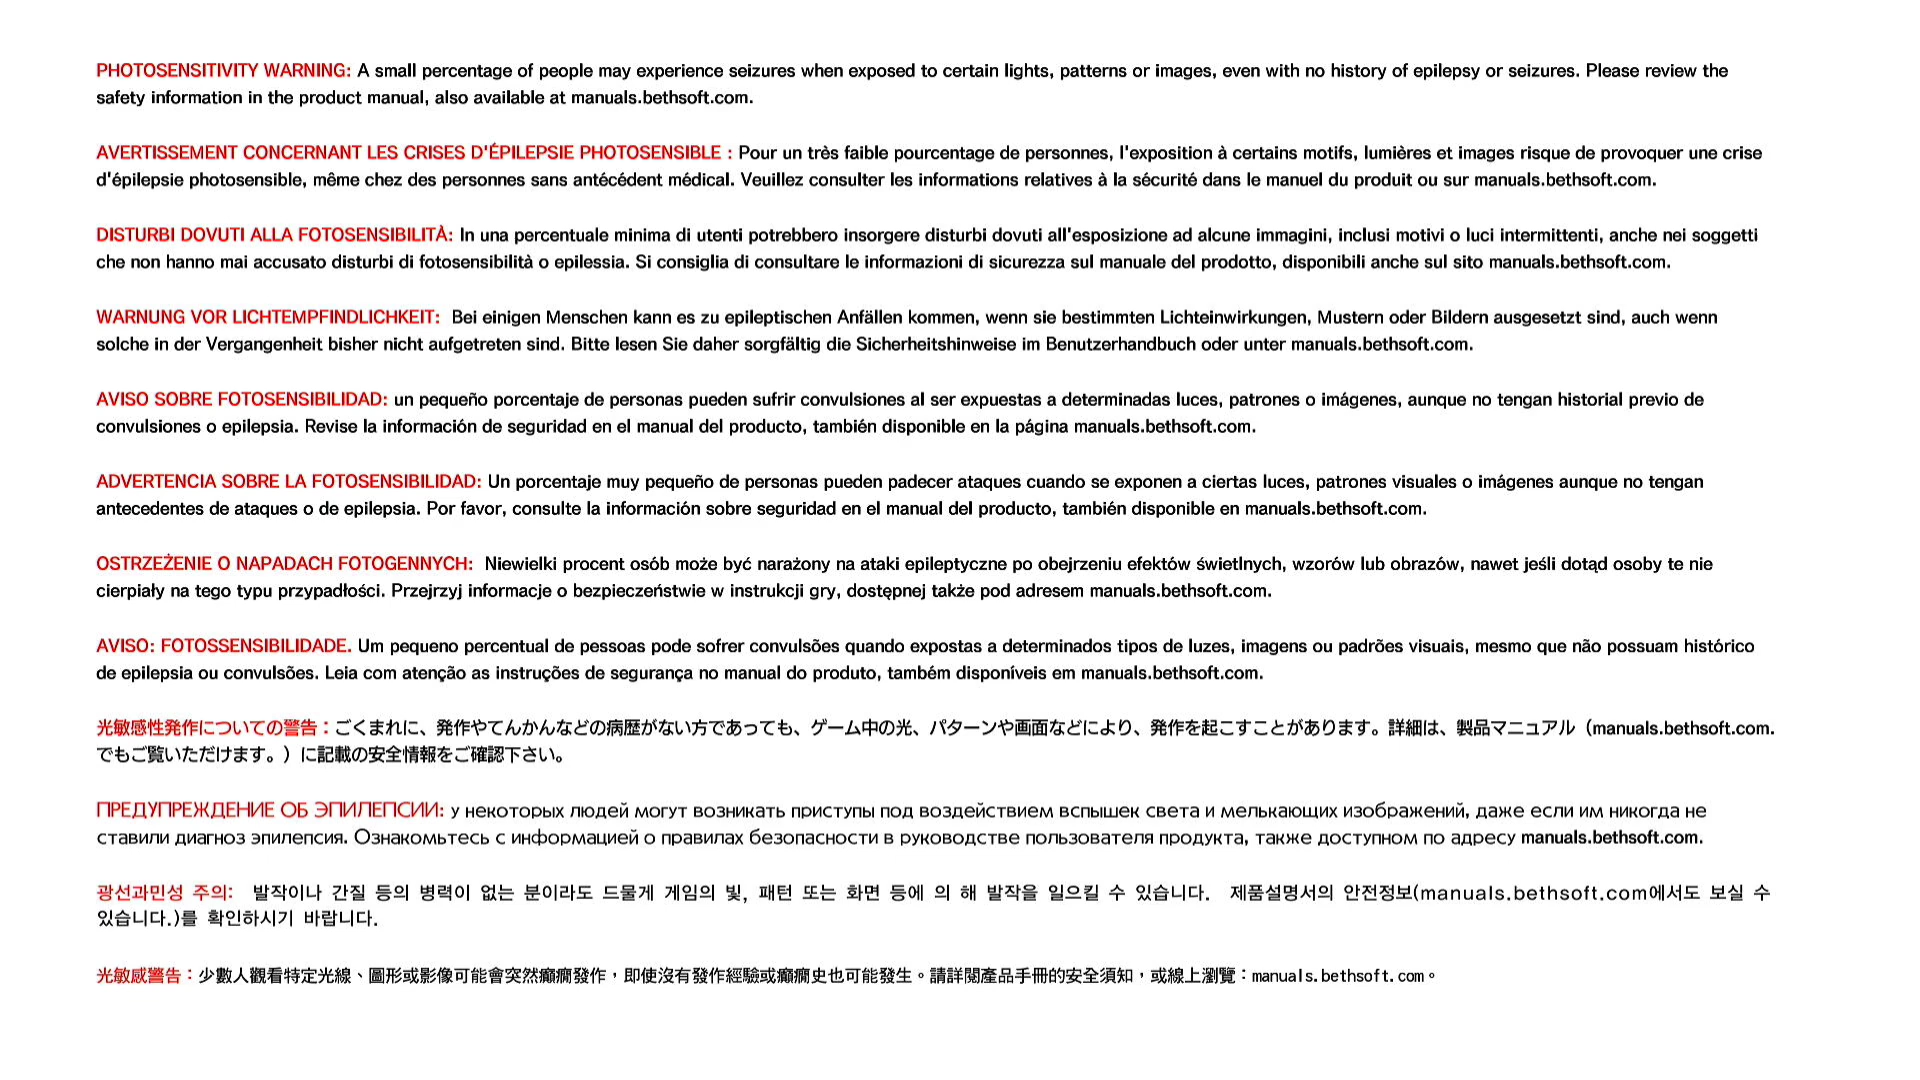 PHOTOSENSITIVITY WARNING: A small percentage of people may experience seizures when exposed to certain lights, patterns or images, even with no history of epilepsy or seizures. Please review the
safety information in the product manual, also available at manuals.bethsoft.com.
AVERTISSEMENT CONCERNANT LES CRISES D'ÉPILEPSIE PHOTOSENSIBLE : Pour un très faible pourcentage de personnes, l'exposition à certains motifs, lumières et images risque de provoquer une crise
d'épilepsie photosensible, même chez des personnes sans antécédent médical. Veuillez consulter les informations relatives à la sécurité dans le manuel du produit ou sur manuals.bethsoft.com.
DISTURBI DOVUTI ALLA FOTOSENSIBILITÀ: In una percentuale minima di utenti potrebbero insorgere disturbi dovuti all'esposizione ad alcune immagini, inclusi motivi o luci intermittenti, anche nei soggetti
che non hanno mai accusato disturbi di fotosensibilità o epilessia. Si consiglia di consultare le informazioni di sicurezza sul manuale del prodotto, disponibili anche sul sito manuals.bethsoft.com.
WARNUNG VOR LICHTEMPFINDLICHKEIT: Bei einigen Menschen kann es zu epileptischen Anfällen kommen, wenn sie bestimmten Lichteinwirkungen, Mustern oder Bildern ausgesetzt sind, auch wenn
solche in der Vergangenheit bisher nicht aufgetreten sind. Bitte lesen Sie daher sorgfältig die Sicherheitshinweise im Benutzerhandbuch oder unter manuals.bethsoft.com.
AVISO SOBRE FOTOSENSIBILIDAD: un pequeño porcentaje de personas pueden sufrir convulsiones al ser expuestas a determinadas luces, patrones o imágenes, aunque no tengan historial previo de
convulsiones o epilepsia. Revise la información de seguridad en el manual del producto, también disponible en la página manuals.bethsoft.com.
ADVERTENCIA SOBRE LA FOTOSENSIBILIDAD: Un porcentaje muy pequeño de personas pueden padecer ataques cuando se exponen a ciertas luces, patrones visuales o imágenes aunque no tengan
antecedentes de ataques o de epilepsia. Por favor, consulte la información sobre seguridad en el manual del producto, también disponible en manuals.bethsoft.com.
OSTRZEŻENIE O NAPADACH FOTOGENNYCH: Niewielki procent osób może być narażony na ataki epileptyczne po obejrzeniu efektów świetlnych, wzorów lub obrazów, nawet jeśli dotąd osoby te nie
cierpiały na tego typu przypadłości. Przejrzyj informacje o bezpieczeństwie w instrukcji gry, dostępnej także pod adresem manuals.bethsoft.com.
AVISO: FOTOSSENSIBILIDADE. Um pequeno percentual de pessoas pode sofrer convulsões quando expostas a determinados tipos de luzes, imagens ou padrões visuais, mesmo que não possuam histórico
de epilepsia ou convulsões. Leia com atenção as instruções de segurança no manual do produto, também disponíveis em manuals.bethsoft.com.
光敏感性発作についての警告：ごくまれに、発作やてんかんなどの病歴がない方であっても、ゲーム中の光、パターンや画面などにより、発作を起こすことがあります。詳細は、製品マニュアル（manuals.bethsoft.com.
でもご覧いただけます。）に記載の安全情報をご確認下さい。
ПРЕДУПРЕЖДЕНИЕ ОБ ЭПИЛЕПСИИ: у некоторых людей могут возникать приступы под воздействием вспышек света и мелькающих изображений, даже если им никогда не
ставили диагноз эпилепсия. Ознакомьтесь с информацией о правилах безопасности в руководстве пользователя продукта, также доступном по адресу manuals.bethsoft.com.
광선과민성 주의: 발작이나 간질 등의 병력이 없는 분이라도 드물게 게임의 빛, 패턴 또는 화면 등에 의 해 발작을 일으킬 수 있습니다. 제품설명서의 안전정보(manuals.bethsoft.com에서도 보실 수
있습니다.)를 확인하시기 바랍니다.
光敏感警告：少數人觀看特定光線、圖形或影像可能會突然癲癇發作，即使沒有發作經驗或癲癇史也可能發生。請詳閱產品手冊的安全須知，或線上瀏覽：manuals.bethsoft.com。